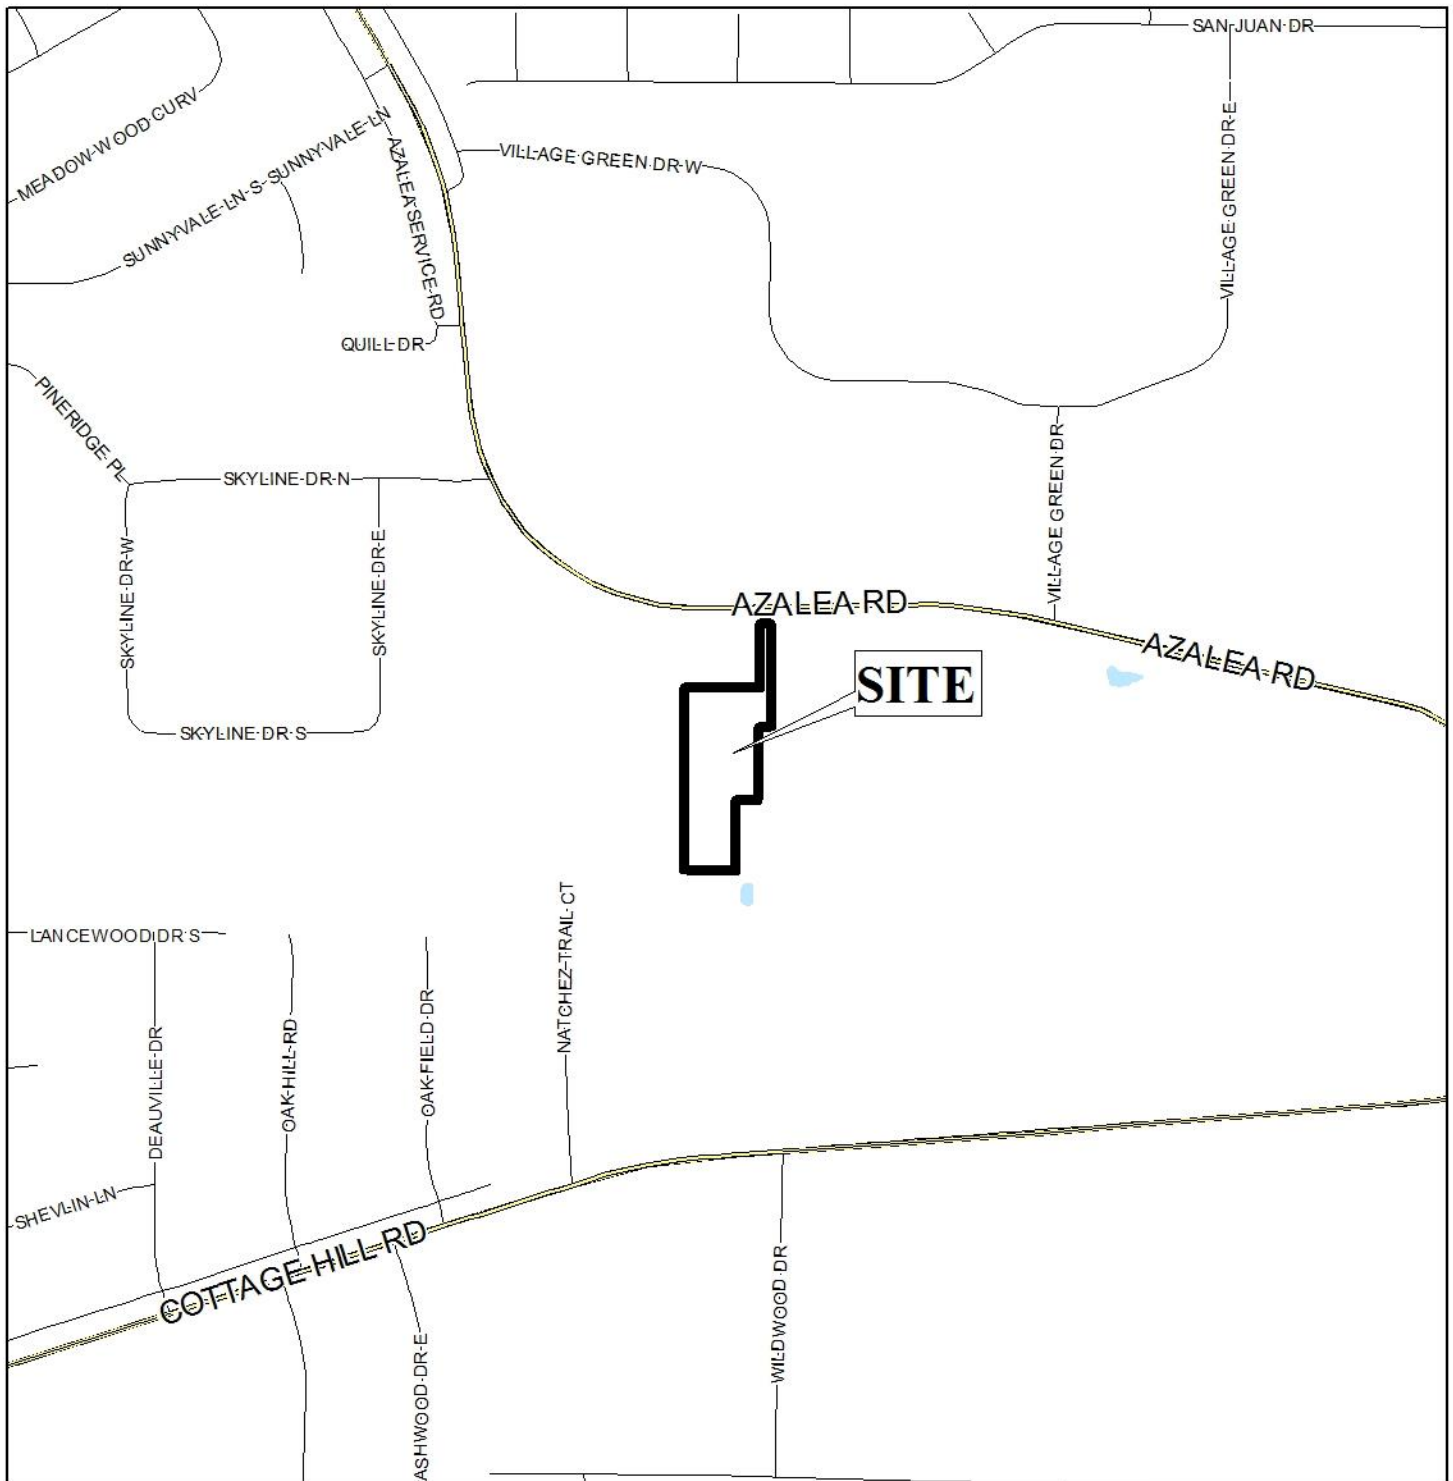 SAN JUAN DR
MEADOW WOOD CURV
SUNNYVALE LN S
SUNNYVALE LN
AZALEA SERVICE RD
VILLAGE GREEN DR W
VILLAGE GREEN DR E
QUILL DR
PINERIDGE PL
SKYLINE DR N
VILLAGE GREEN DR
SKYLINE DR W
SKYLINE DR E
AZALEA RD
AZALEA RD
SITE
SKYLINE DR S
NATCHEZ TRAIL CT
LANCEWOOD DR S
DEAUVILLE DR
OAK HILL RD
OAK FIELD DR
SHEVLIN LN
COTTAGE HILL RD
WILDWOOD DR
ASHWOOD DR E